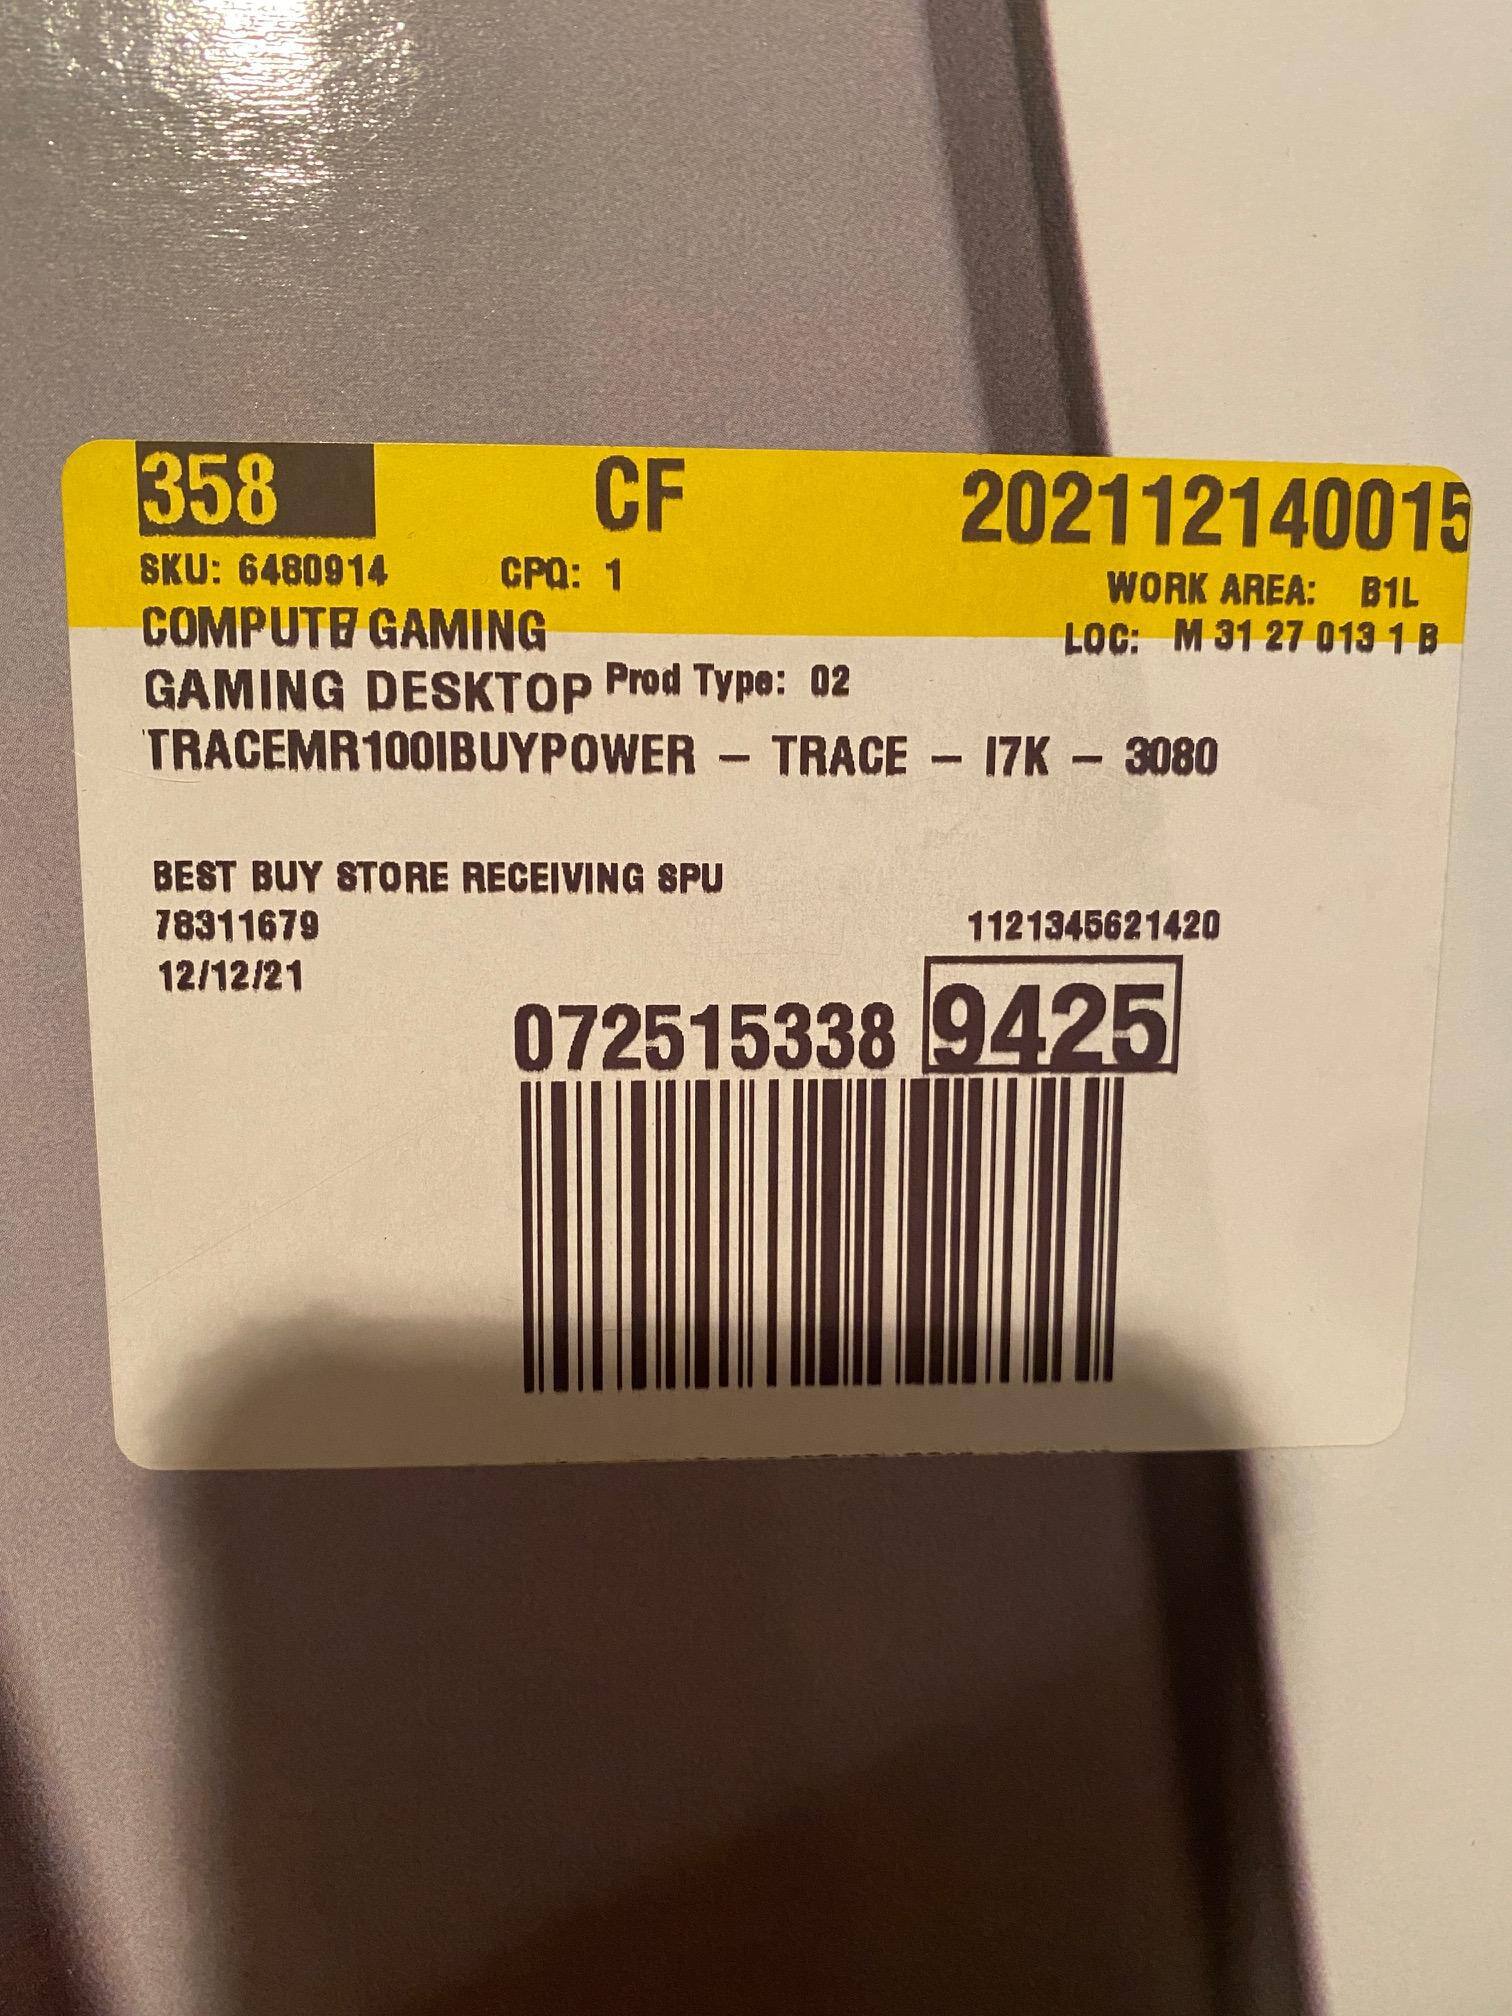 358 CF 202112140015
SKU: 6480914 CPQ: 1 WORK AREA: B1L
COMPUTE GAMING LOC: M 31 27 013 1 B
GAMING DESKTOP Prod Type: 02
TRACEMR100IBUYPOWER – TRACE – I7K – 3080
BEST BUY STORE RECEIVING SPU
78311679 1121345621420
12/12/21
072515338 9425